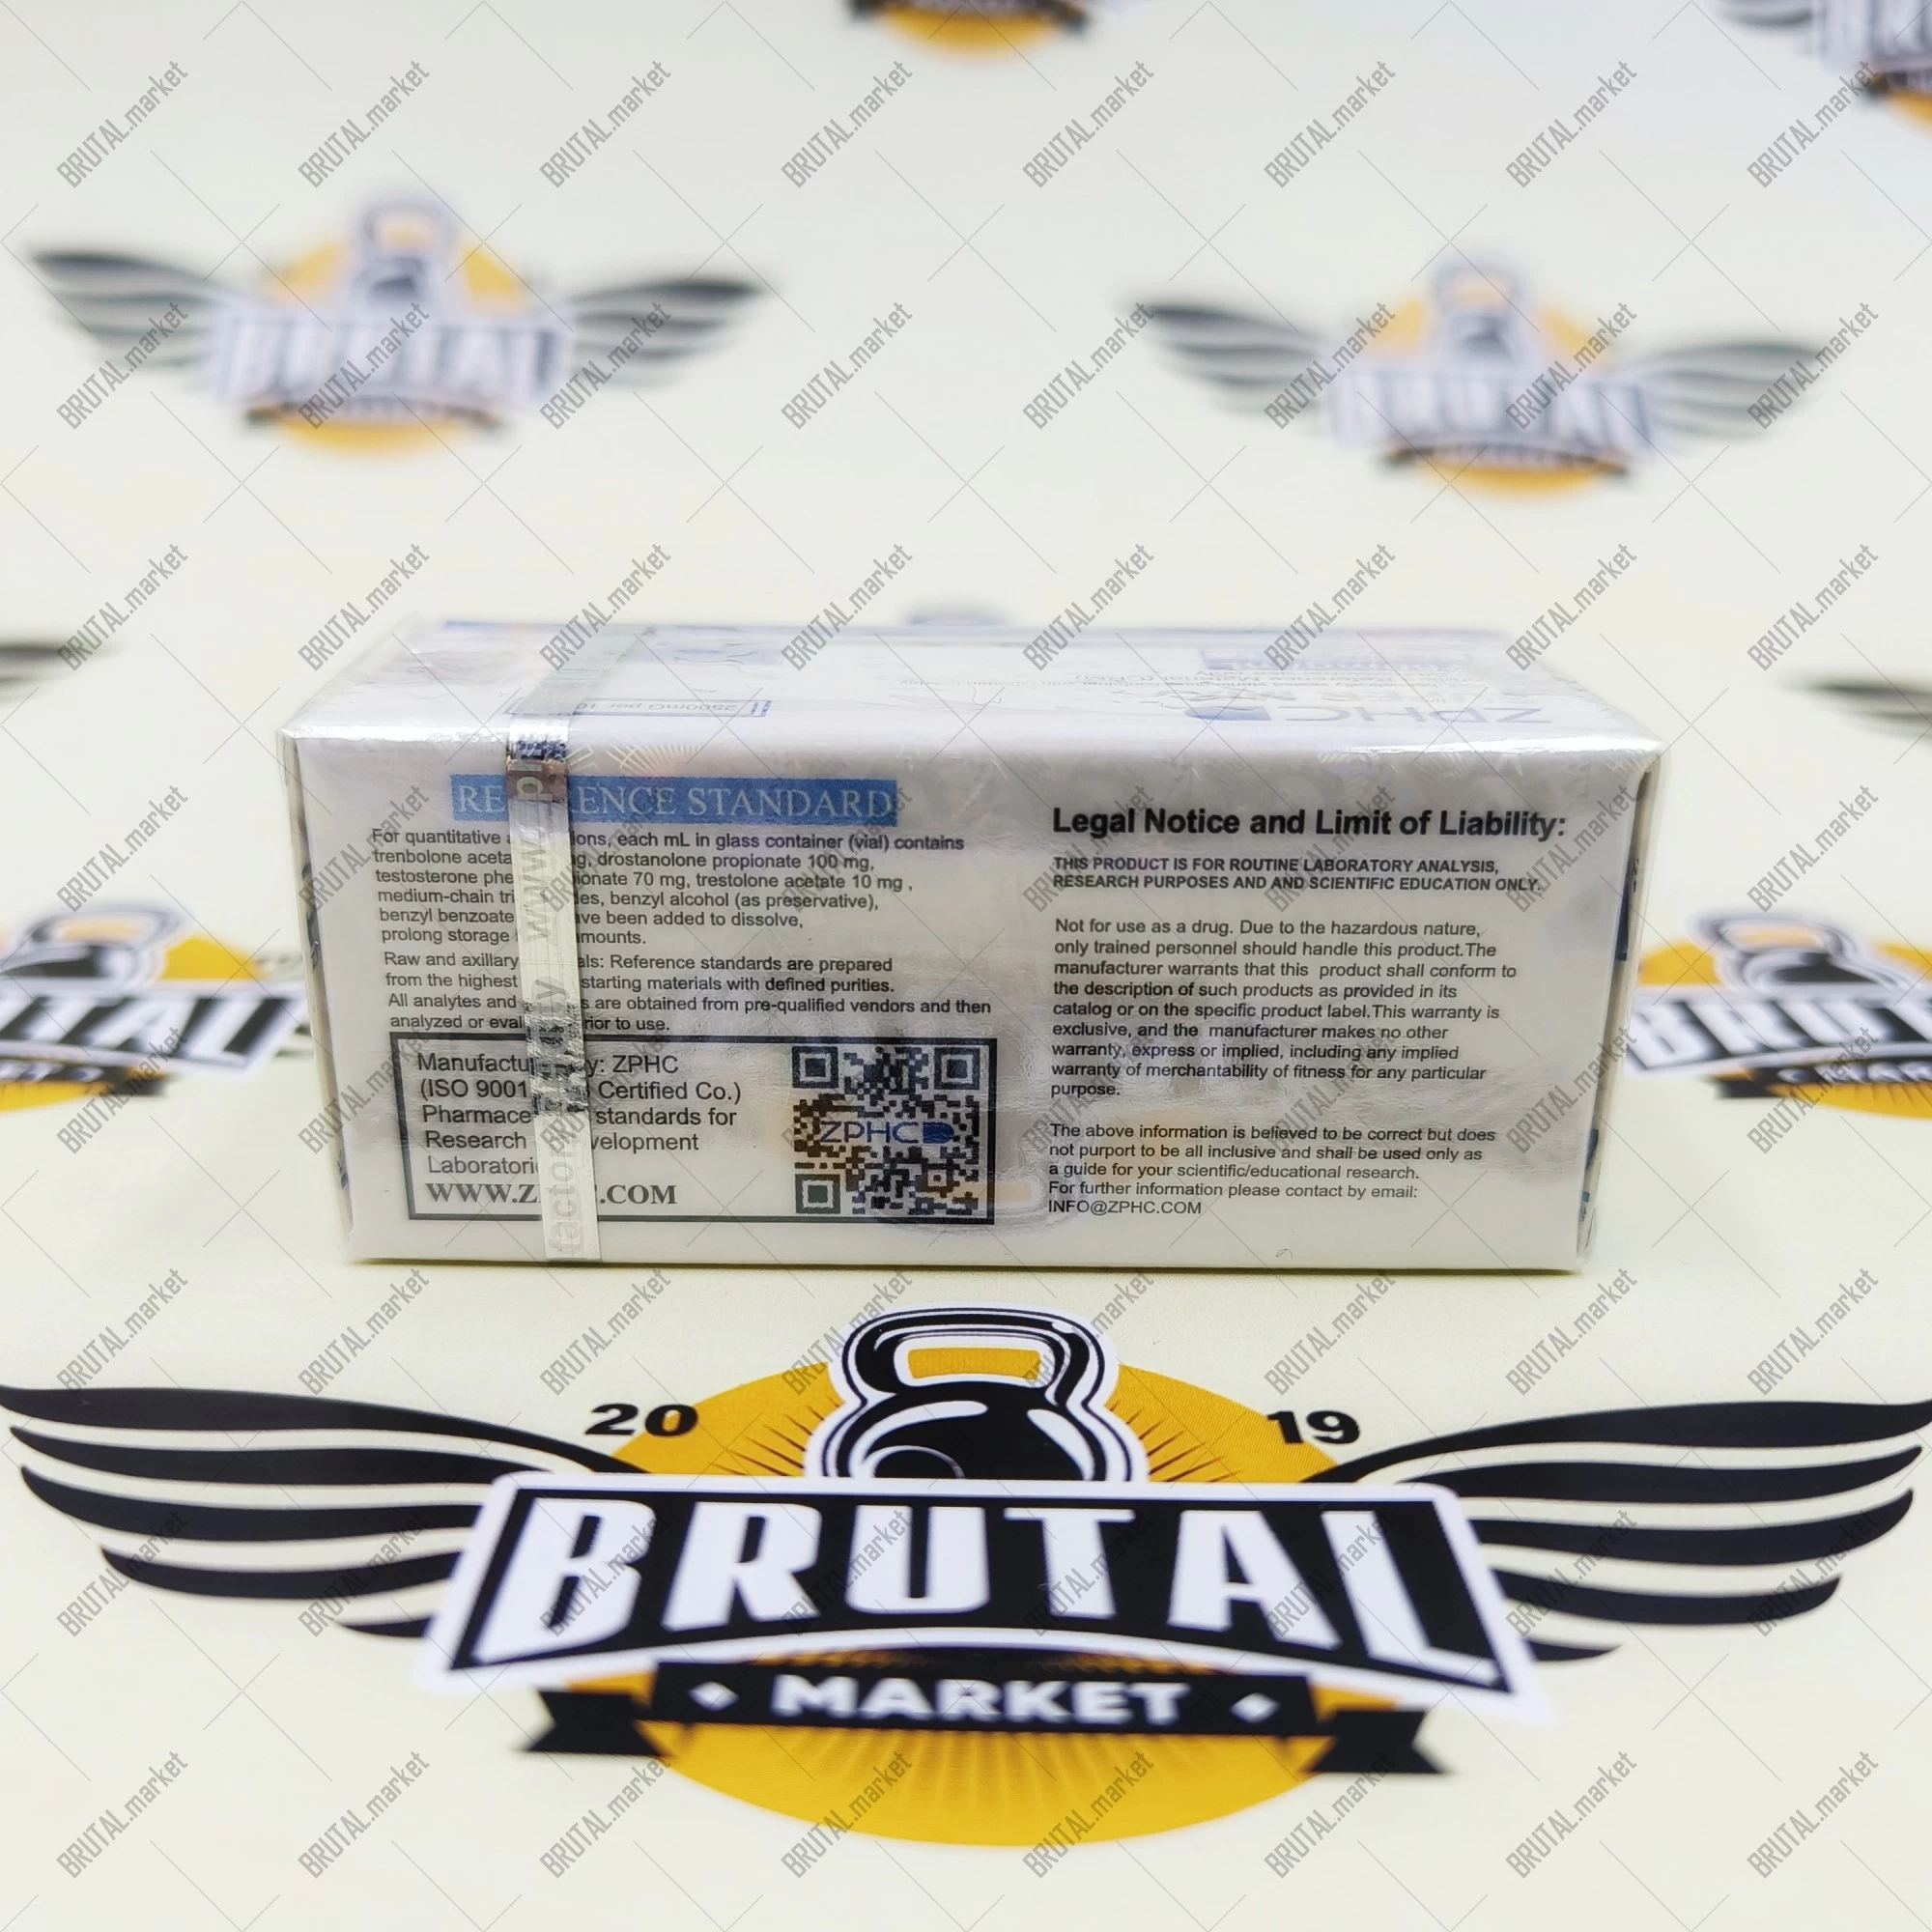 REFERENCE STANDARD
For quantitative ions, each mL in glass container (vial) contains
trenbolone aceta g, drostanolone propionate 100 mg,
testosterone phe ionate 70 mg, trestolone acetate 10 mg ,
medium-chain tri es, benzyl alcohol (as preservative),
benzyl benzoate ve been added to dissolve,
prolong storage mounts.
Raw and axillary als: Reference standards are prepared
from the highest starting materials with defined purities.
All analytes and s are obtained from pre-qualified vendors and then
analyzed or eval rior to use.
Manufactu y: ZPHC
(ISO 9001 Certified Co.)
Pharmace standards for
Research velopment
Laboratori
WWW.ZPHC.COM
ZPHC
factory
www.
Legal Notice and Limit of Liability:
THIS PRODUCT IS FOR ROUTINE LABORATORY ANALYSIS,
RESEARCH PURPOSES AND AND SCIENTIFIC EDUCATION ONLY.
Not for use as a drug. Due to the hazardous nature,
only trained personnel should handle this product.The
manufacturer warrants that this product shall conform to
the description of such products as provided in its
catalog or on the specific product label.This warranty is
exclusive, and the manufacturer makes no other
warranty, express or implied, including any implied
warranty of merchantability of fitness for any particular
purpose.
The above information is believed to be correct but does
not purport to be all inclusive and shall be used only as
a guide for your scientific/educational research.
For further information please contact by email:
INFO@ZPHC.COM
ZPHC
20 19
BRUTAL
MARKET
BRUTAL.market